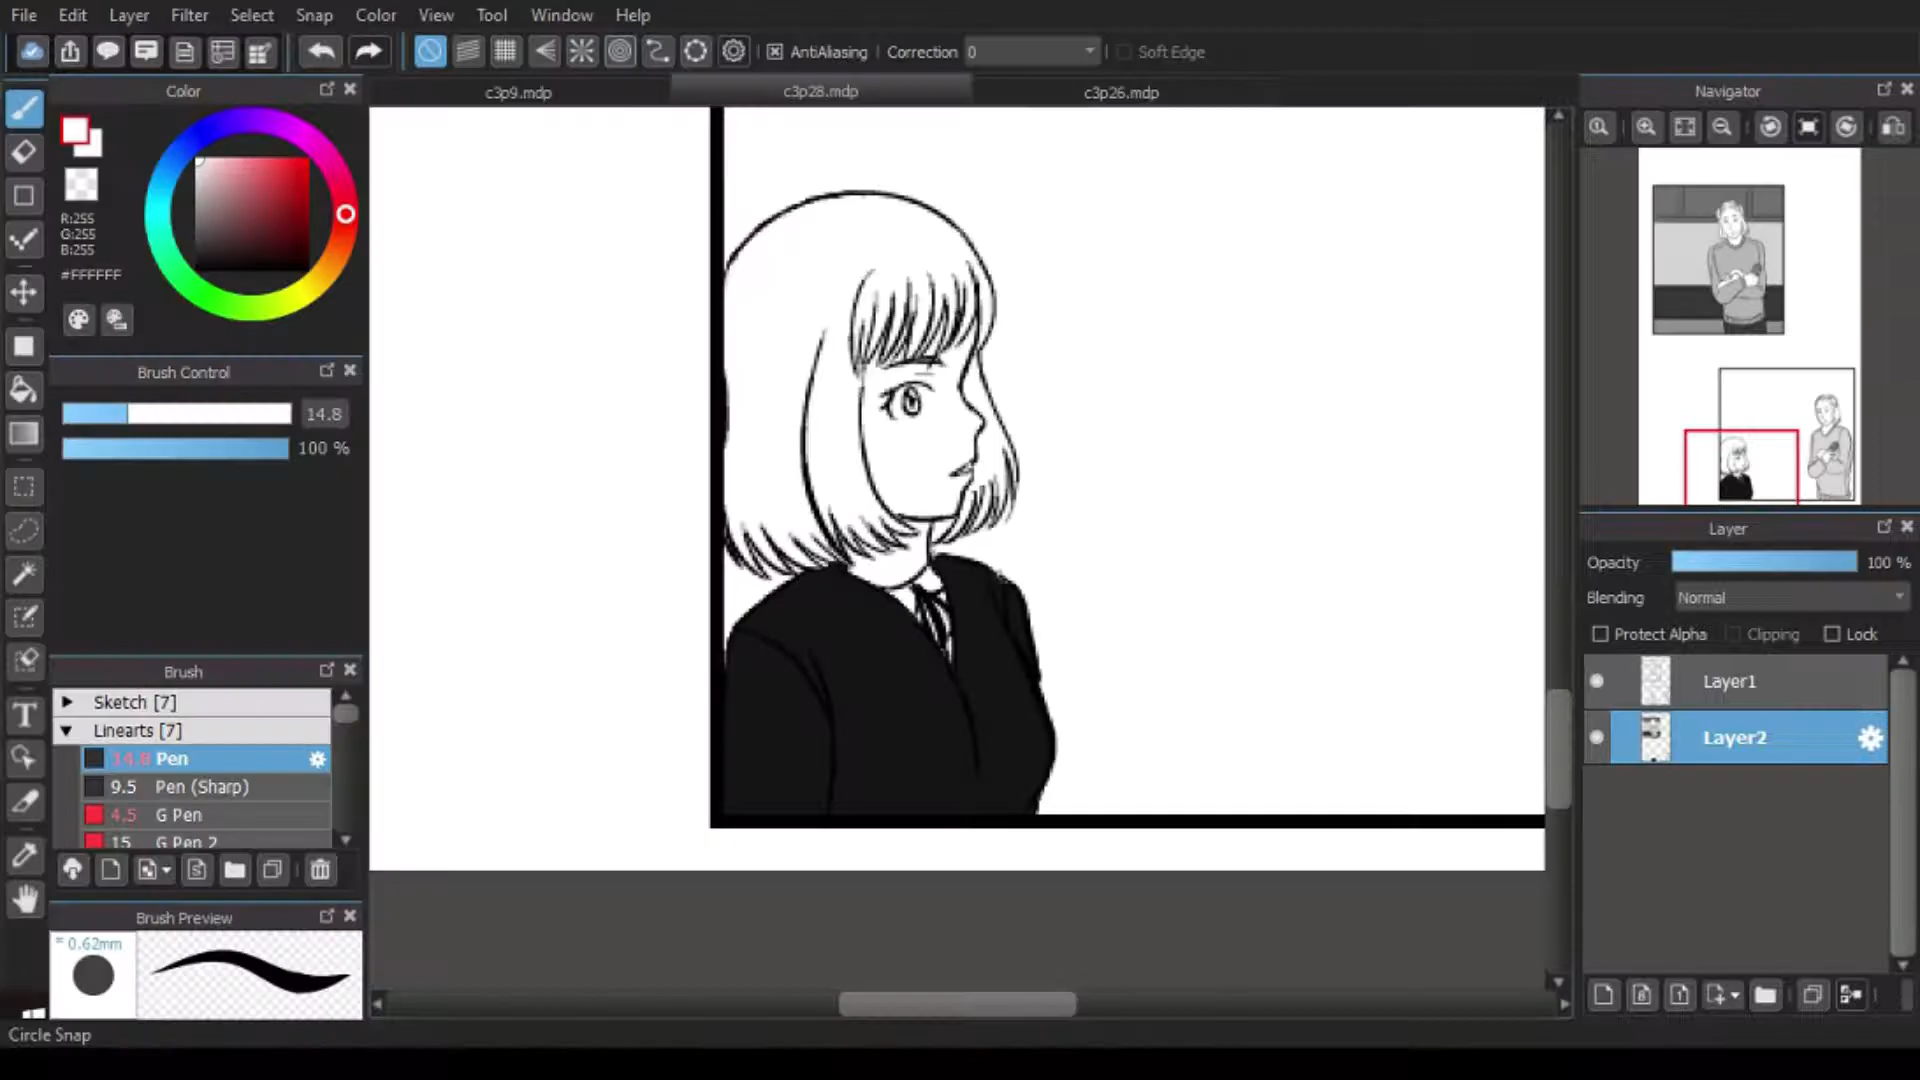 File Edit Layer Filter Select Snap Color View Tool Window Help
AntiAliasing Correction 0 Soft Edge
Color
c3p9.mdp c3p28.mdp c3p26.mdp
Navigator
R:255
G:255
B:255
#FFFFFF
Brush Control
14.8
100 %
Brush
Sketch [7]
Linearts [7]
14.8 Pen
9.5 Pen (Sharp)
4.5 G Pen
15 G Pen 2
Brush Preview
= 0.62mm
Layer
Opacity 100 %
Blending Normal
Protect Alpha Clipping Lock
Layer1
Layer2
Circle Snap